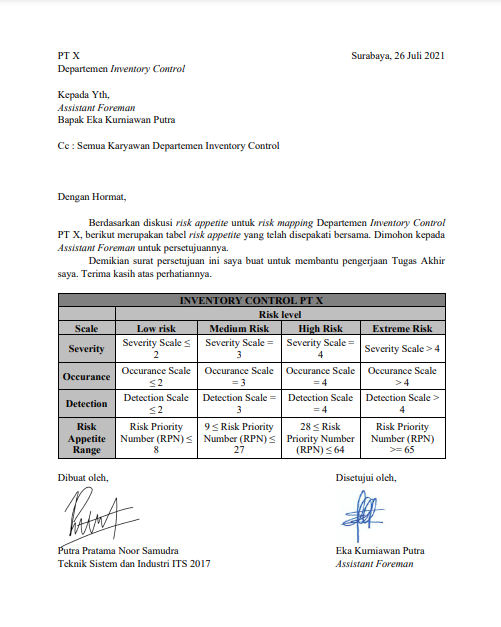 PT X Surabaya, 26 Juli 2021
Departemen Inventory Control
Kepada Yth,
Assistant Foreman
Bapak Eka Kurniawan Putra
Cc : Semua Karyawan Departemen Inventory Control
Dengan Hormat,
Berdasarkan diskusi risk appetite untuk risk mapping Departemen Inventory Control
PT X, berikut merupakan tabel risk appetite yang telah disepakati bersama. Dimohon kepada
Assistant Foreman untuk persetujuannya.
Demikian surat persetujuan ini saya buat untuk membantu pengerjaan Tugas Akhir
saya. Terima kasih atas perhatiannya.
INVENTORY CONTROL PT X
Risk level
Scale Low risk Medium Risk High Risk Extreme Risk
Severity Severity Scale ≤ 2 Severity Scale = 3 Severity Scale = 4 Severity Scale > 4
Occurance Occurance Scale ≤ 2 Occurance Scale = 3 Occurance Scale = 4 Occurance Scale > 4
Detection Detection Scale ≤ 2 Detection Scale = 3 Detection Scale = 4 Detection Scale > 4
Risk Appetite Range Risk Priority Number (RPN) ≤ 8 9 ≤ Risk Priority Number (RPN) ≤ 27 28 ≤ Risk Priority Number (RPN) ≤ 64 Risk Priority Number (RPN) >= 65
Dibuat oleh, Disetujui oleh,
Putra Pratama Noor Samudra Eka Kurniawan Putra
Teknik Sistem dan Industri ITS 2017 Assistant Foreman